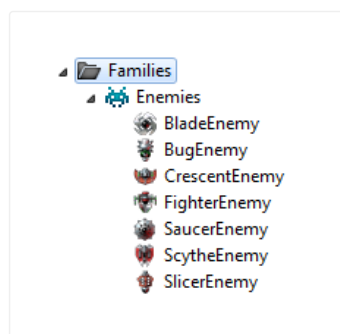 Families
Enemies
BladeEnemy
BugEnemy
CrescentEnemy
FighterEnemy
SaucerEnemy
ScytheEnemy
SlicerEnemy